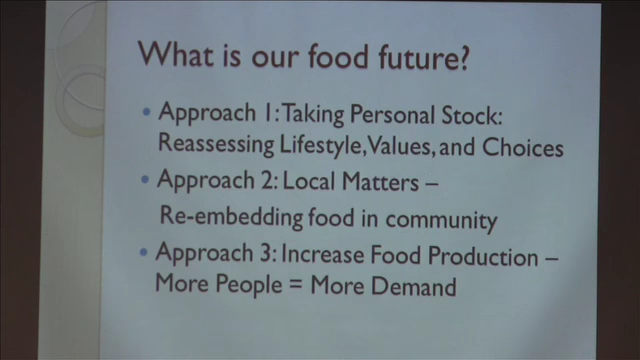 What is our food future?
• Approach 1: Taking Personal Stock:
Reassessing Lifestyle, Values, and Choices
• Approach 2: Local Matters –
Re-embedding food in community
• Approach 3: Increase Food Production –
More People = More Demand